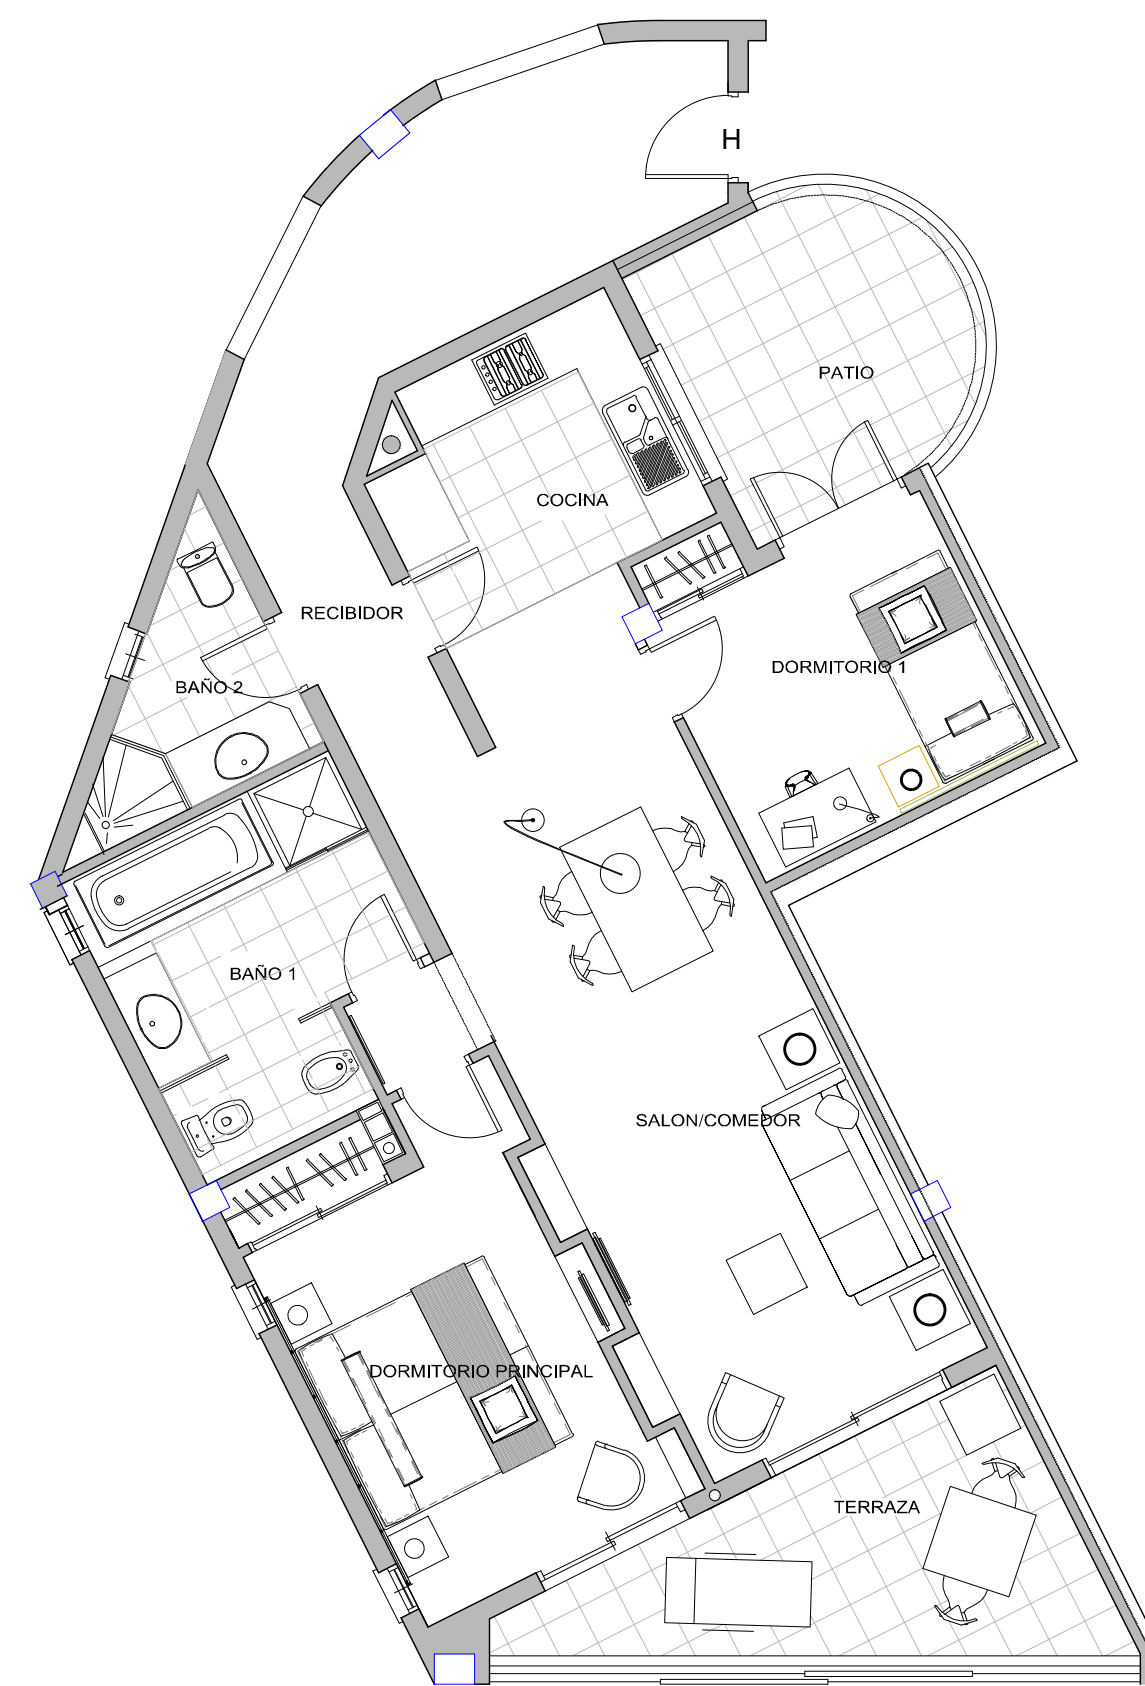 H
PATIO
COCINA
RECIBIDOR
DORMITORIO 1
BAÑO 2
BAÑO 1
SALON/COMEDOR
DORMITORIO PRINCIPAL
TERRAZA